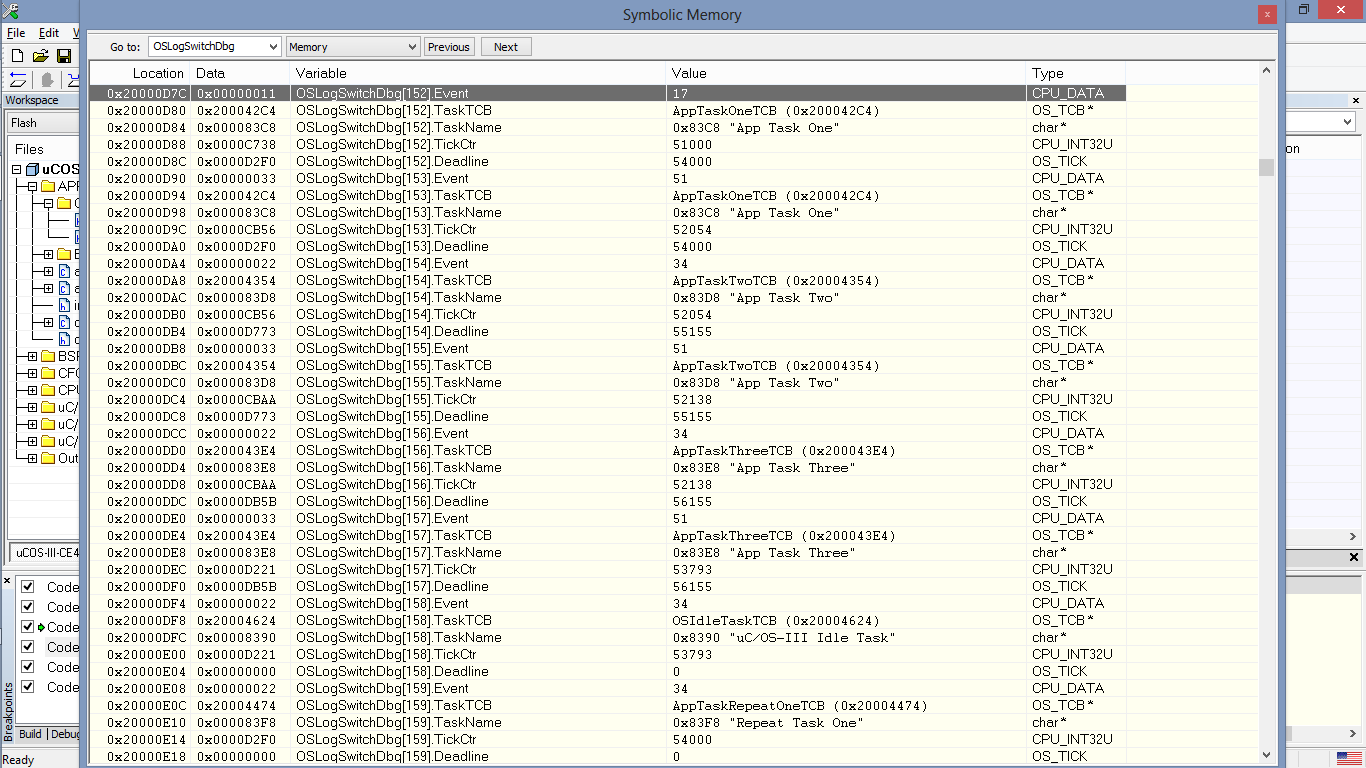 Symbolic Memory
File Edit V
Go to: OSLogSwitchDbg Memory Previous Next
Workspace
Flash
Files
uCOS
APP
BSP
CPU
uC/
uC/
uC/
Out
uCOS-III-CE4
Location Data Variable Value Type
0x20000D7C 0x00000011 OSLogSwitchDbg[152].Event 17 CPU_DATA
0x20000D80 0x200042C4 OSLogSwitchDbg[152].TaskTCB AppTaskOneTCB (0x200042C4) OS_TCB*
0x20000D84 0x000083C8 OSLogSwitchDbg[152].TaskName 0x83C8 "App Task One" char*
0x20000D88 0x0000C738 OSLogSwitchDbg[152].TickCtr 51000 CPU_INT32U
0x20000D8C 0x0000D2F0 OSLogSwitchDbg[152].Deadline 54000 OS_TICK
0x20000D90 0x00000033 OSLogSwitchDbg[153].Event 51 CPU_DATA
0x20000D94 0x200042C4 OSLogSwitchDbg[153].TaskTCB AppTaskOneTCB (0x200042C4) OS_TCB*
0x20000D98 0x000083C8 OSLogSwitchDbg[153].TaskName 0x83C8 "App Task One" char*
0x20000D9C 0x0000CB56 OSLogSwitchDbg[153].TickCtr 52054 CPU_INT32U
0x20000DA0 0x0000D2F0 OSLogSwitchDbg[153].Deadline 54000 OS_TICK
0x20000DA4 0x00000022 OSLogSwitchDbg[154].Event 34 CPU_DATA
0x20000DA8 0x20004354 OSLogSwitchDbg[154].TaskTCB AppTaskTwoTCB (0x20004354) OS_TCB*
0x20000DAC 0x000083D8 OSLogSwitchDbg[154].TaskName 0x83D8 "App Task Two" char*
0x20000DB0 0x0000CB56 OSLogSwitchDbg[154].TickCtr 52054 CPU_INT32U
0x20000DB4 0x0000D773 OSLogSwitchDbg[154].Deadline 55155 OS_TICK
0x20000DB8 0x00000033 OSLogSwitchDbg[155].Event 51 CPU_DATA
0x20000DBC 0x20004354 OSLogSwitchDbg[155].TaskTCB AppTaskTwoTCB (0x20004354) OS_TCB*
0x20000DC0 0x000083D8 OSLogSwitchDbg[155].TaskName 0x83D8 "App Task Two" char*
0x20000DC4 0x0000CBAA OSLogSwitchDbg[155].TickCtr 52138 CPU_INT32U
0x20000DC8 0x0000D773 OSLogSwitchDbg[155].Deadline 55155 OS_TICK
0x20000DCC 0x00000022 OSLogSwitchDbg[156].Event 34 CPU_DATA
0x20000DD0 0x200043E4 OSLogSwitchDbg[156].TaskTCB AppTaskThreeTCB (0x200043E4) OS_TCB*
0x20000DD4 0x000083E8 OSLogSwitchDbg[156].TaskName 0x83E8 "App Task Three" char*
0x20000DD8 0x0000CBAA OSLogSwitchDbg[156].TickCtr 52138 CPU_INT32U
0x20000DDC 0x0000DB5B OSLogSwitchDbg[156].Deadline 56155 OS_TICK
0x20000DE0 0x00000033 OSLogSwitchDbg[157].Event 51 CPU_DATA
0x20000DE4 0x200043E4 OSLogSwitchDbg[157].TaskTCB AppTaskThreeTCB (0x200043E4) OS_TCB*
0x20000DE8 0x000083E8 OSLogSwitchDbg[157].TaskName 0x83E8 "App Task Three" char*
0x20000DEC 0x0000D221 OSLogSwitchDbg[157].TickCtr 53793 CPU_INT32U
0x20000DF0 0x0000DB5B OSLogSwitchDbg[157].Deadline 56155 OS_TICK
0x20000DF4 0x00000022 OSLogSwitchDbg[158].Event 34 CPU_DATA
0x20000DF8 0x20004624 OSLogSwitchDbg[158].TaskTCB OSIdleTaskTCB (0x20004624) OS_TCB*
0x20000DFC 0x00008390 OSLogSwitchDbg[158].TaskName 0x8390 "uC/OS-III Idle Task" char*
0x20000E00 0x0000D221 OSLogSwitchDbg[158].TickCtr 53793 CPU_INT32U
0x20000E04 0x00000000 OSLogSwitchDbg[158].Deadline 0 OS_TICK
0x20000E08 0x00000022 OSLogSwitchDbg[159].Event 34 CPU_DATA
0x20000E0C 0x20004474 OSLogSwitchDbg[159].TaskTCB AppTaskRepeatOneTCB (0x20004474) OS_TCB*
0x20000E10 0x000083F8 OSLogSwitchDbg[159].TaskName 0x83F8 "Repeat Task One" char*
0x20000E14 0x0000D2F0 OSLogSwitchDbg[159].TickCtr 54000 CPU_INT32U
0x20000E18 0x00000000 OSLogSwitchDbg[159].Deadline 0 OS_TICK
Code
Code
Code
Code
Code
Code
Breakpoints
Build Debug
Ready